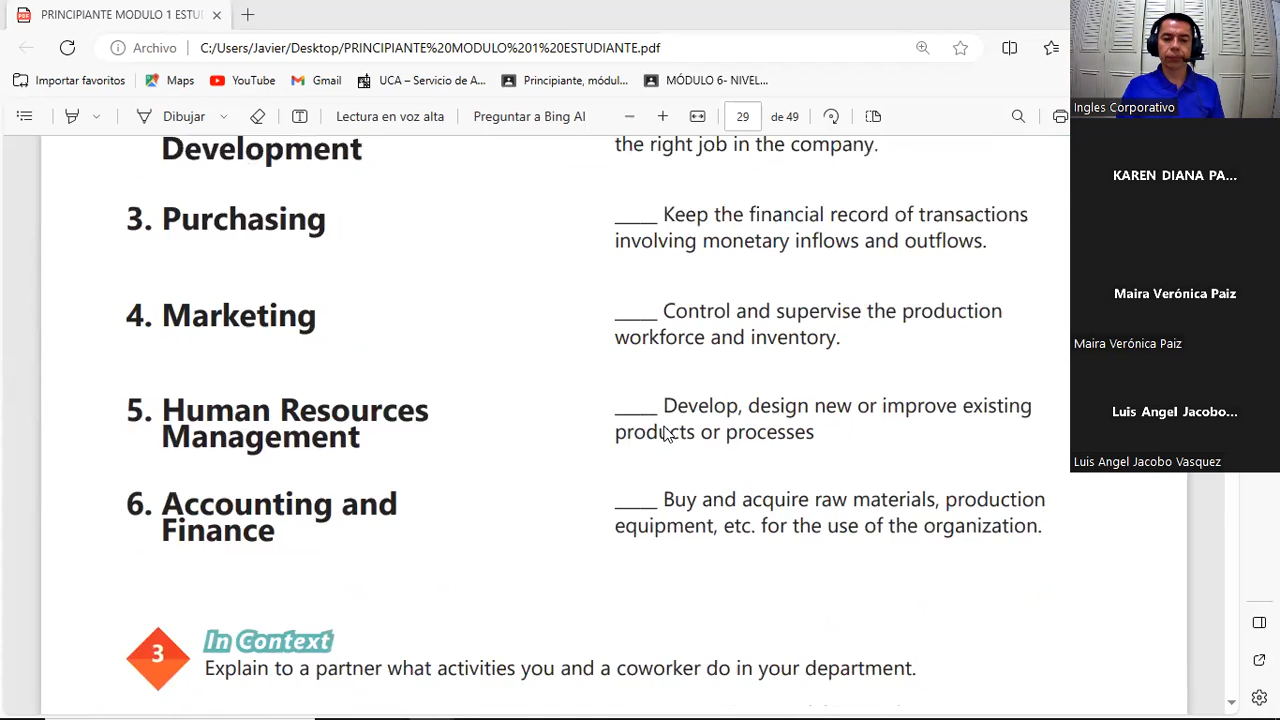 PRINCIPIANTE MODULO 1 ESTU
Archivo C:/Users/Javier/Desktop/PRINCIPIANTE%20MODULO%201%20ESTUDIANTE.pdf
Importar favoritos Maps YouTube Gmail UCA – Servicio de A... Principiante, módul... MÓDULO 6- NIVEL...
Dibujar Lectura en voz alta Preguntar a Bing AI 29 de 49
Development
the right job in the company.
3. Purchasing
_____ Keep the financial record of transactions
involving monetary inflows and outflows.
4. Marketing
_____ Control and supervise the production
workforce and inventory.
5. Human Resources
Management
_____ Develop, design new or improve existing
products or processes
6. Accounting and
Finance
_____ Buy and acquire raw materials, production
equipment, etc. for the use of the organization.
3
In Context
Explain to a partner what activities you and a coworker do in your department.
Ingles Corporativo
KAREN DIANA PA...
Maira Verónica Paiz
Maira Verónica Paiz
Luis Angel Jacobo...
Luis Angel Jacobo Vasquez